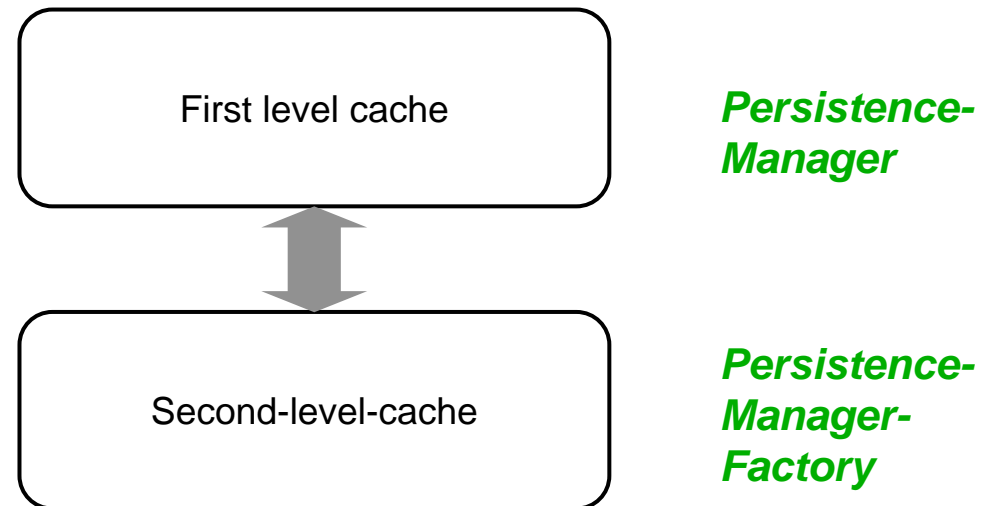 First level cache
Persistence-
Manager
Second-level-cache
Persistence-
Manager-
Factory